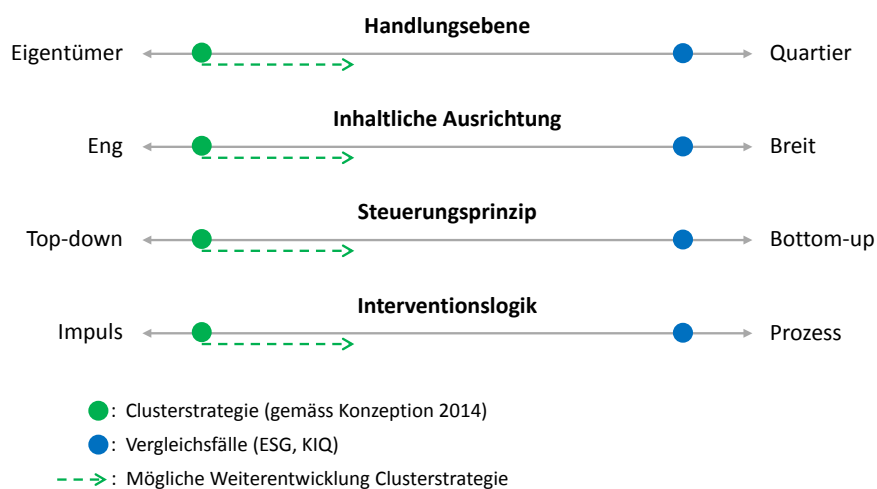 Handlungsebene
Eigentümer Quartier
Inhaltliche Ausrichtung
Eng Breit
Steuerungsprinzip
Top-down Bottom-up
Interventionslogik
Impuls Prozess
: Clusterstrategie (gemäss Konzeption 2014)
: Vergleichsfälle (ESG, KIQ)
: Mögliche Weiterentwicklung Clusterstrategie